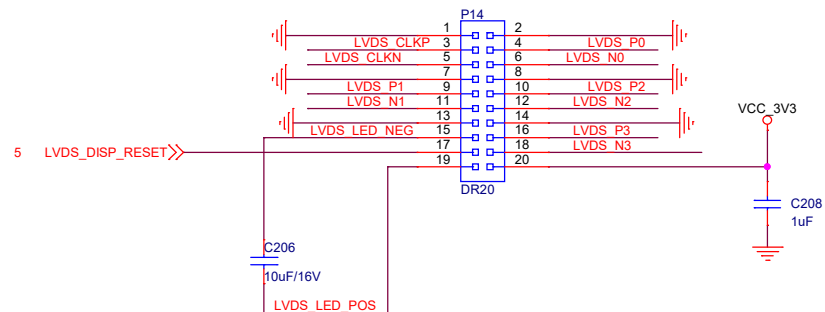 P14
1 2
LVDS_CLKP 3 4 LVDS_P0
LVDS_CLKN 5 6 LVDS_N0
7 8
LVDS_P1 9 10 LVDS_P2
LVDS_N1 11 12 LVDS_N2
13 14
VCC_3V3
LVDS_LED_NEG 15 16 LVDS_P3
5 LVDS_DISP_RESET 17 18 LVDS_N3
19 20
DR20
C208
1uF
C206
10uF/16V
LVDS_LED_POS